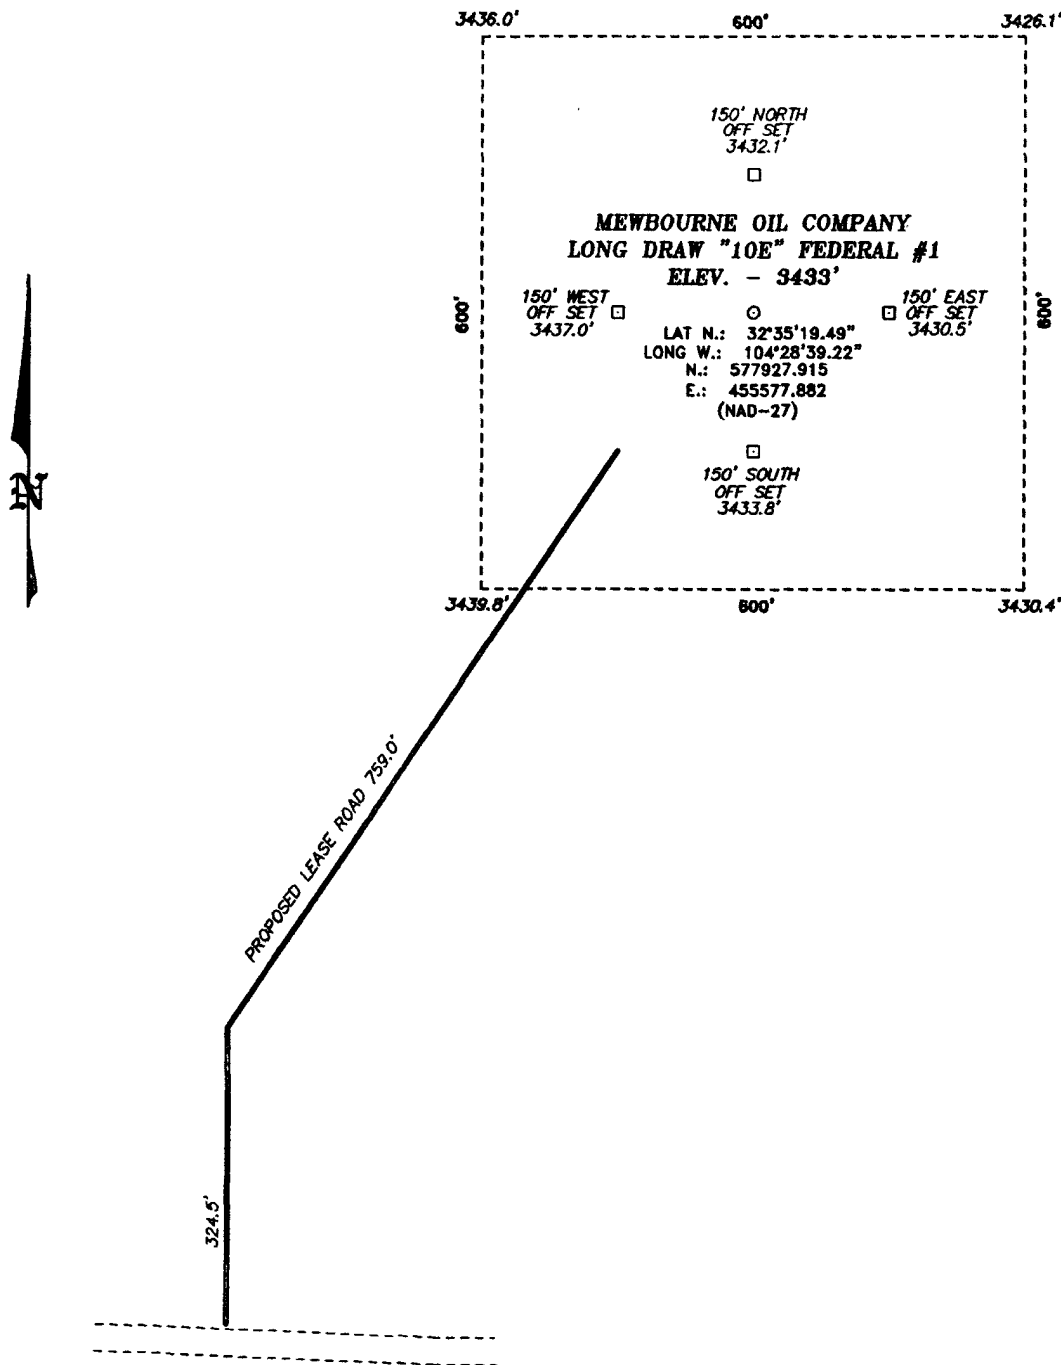 3436.0' 600' 3426.1'
150' NORTH
OFF SET
3432.1'
MEWBOURNE OIL COMPANY
LONG DRAW "10E" FEDERAL #1
ELEV. - 3433'
600'
150' WEST
OFF SET
3437.0'
150' EAST
OFF SET
3430.5'
600'
LAT N.: 32°35'19.49"
LONG W.: 104°28'39.22"
N.: 577927.915
E.: 455577.882
(NAD-27)
150' SOUTH
OFF SET
3433.8'
N
3439.8' 600' 3430.4'
PROPOSED LEASE ROAD 759.0'
324.5'